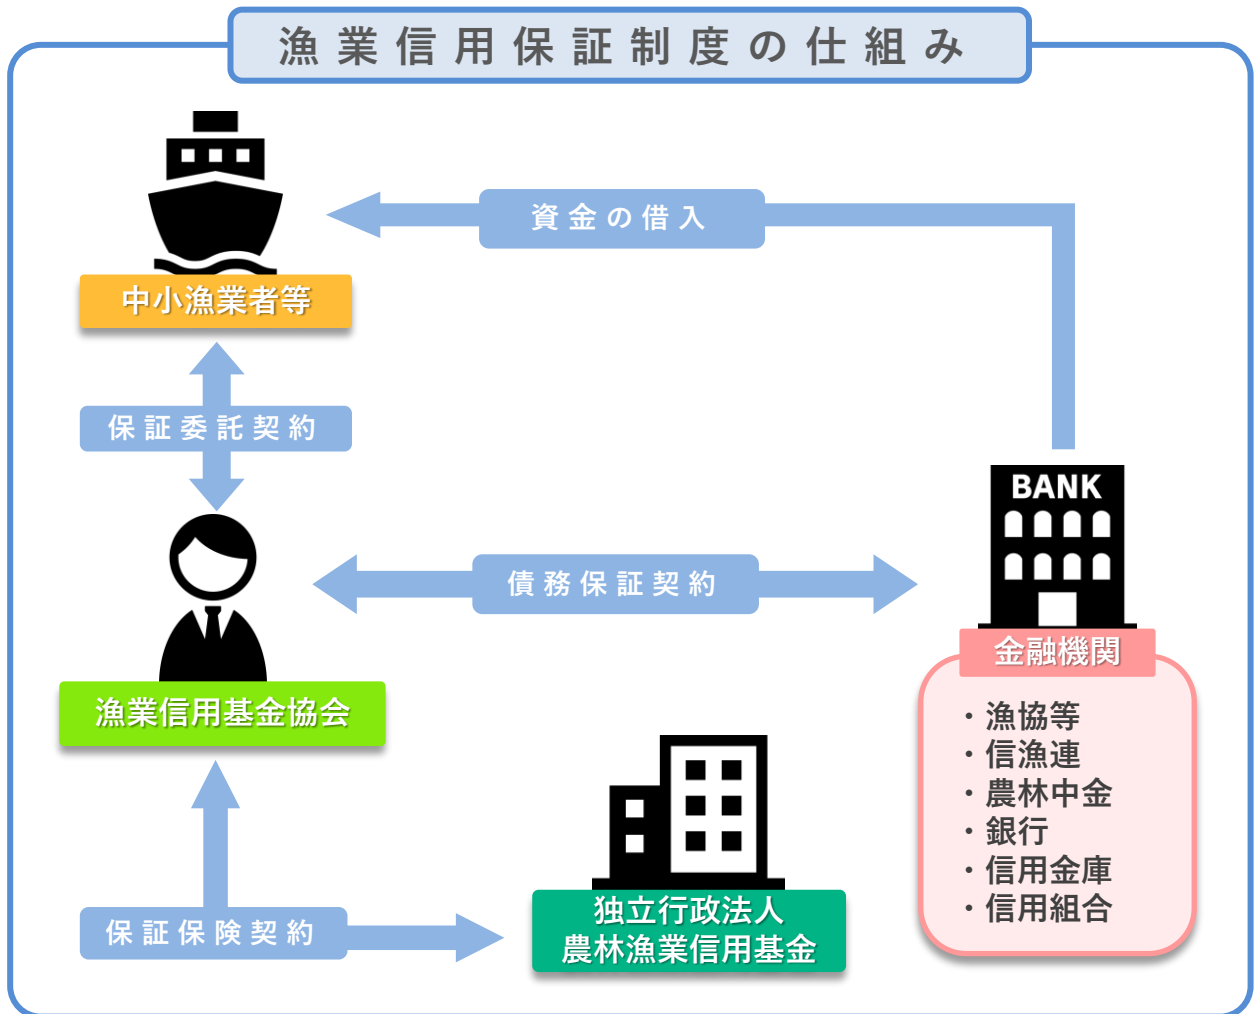 漁業信用保証制度の仕組み
資金の借入
中小漁業者等
保証委託契約
BANK
債務保証契約
金融機関
漁業信用基金協会
・漁協等
・信漁連
・農林中金
・銀行
・信用金庫
・信用組合
独立行政法人
農林漁業信用基金
保証保険契約